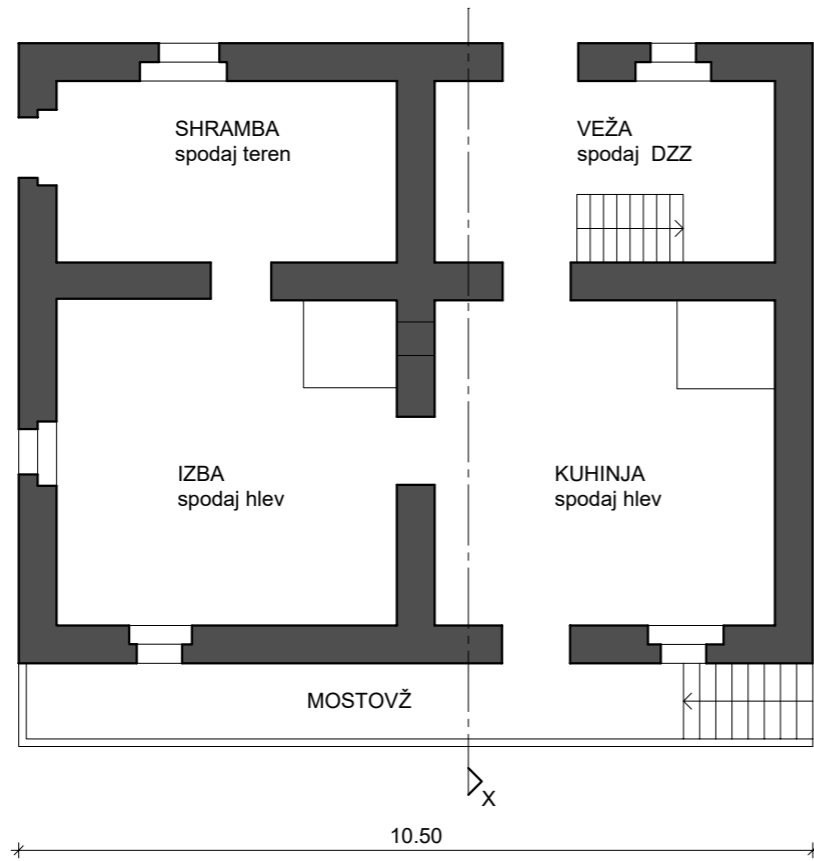 SHRAMBA
spodaj teren
VEŽA
spodaj DZZ
IZBA
spodaj hlev
KUHINJA
spodaj hlev
MOSTOVŽ
X
10.50